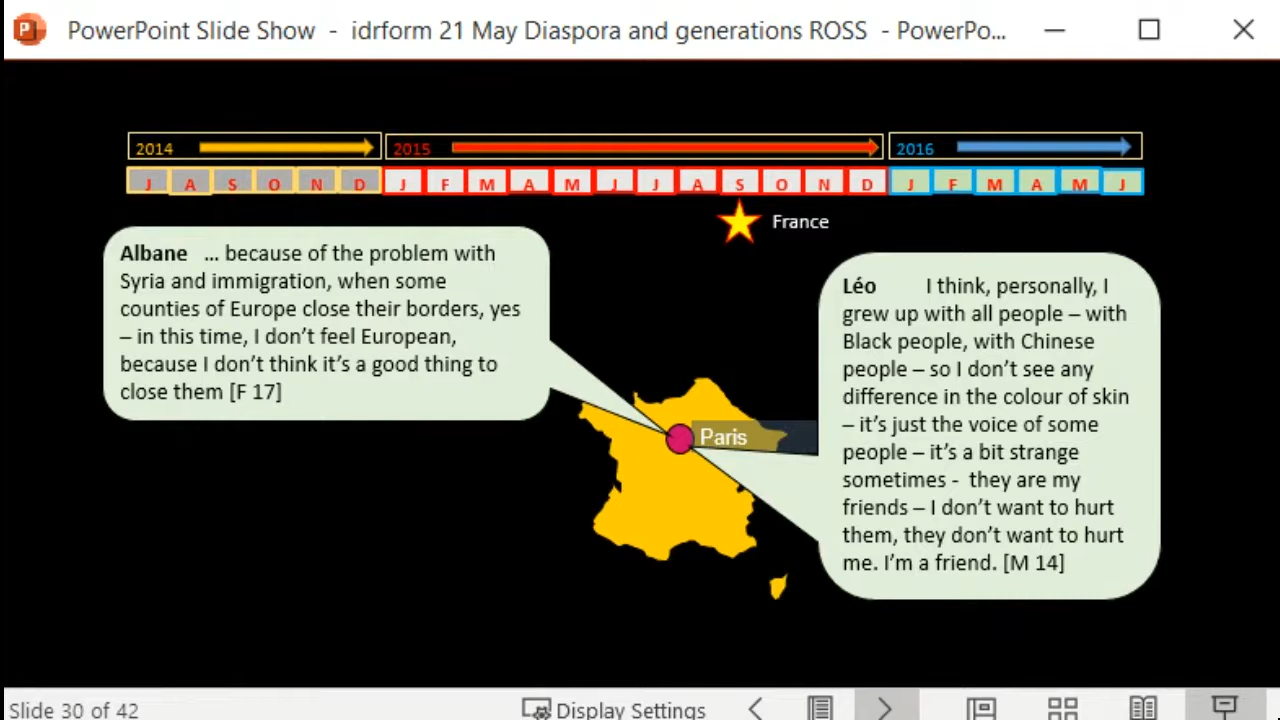 PowerPoint Slide Show - idrform 21 May Diaspora and generations ROSS - PowerPo...
2014 2015 2016
J A S O N D J F M A M J J A S O N D J F M A M J
France
Albane ... because of the problem with
Syria and immigration, when some
counties of Europe close their borders, yes
– in this time, I don't feel European,
because I don't think it's a good thing to
close them [F 17]
Léo I think, personally, I
grew up with all people – with
Black people, with Chinese
people – so I don't see any
difference in the colour of skin
– it's just the voice of some
people – it's a bit strange
sometimes - they are my
friends – I don't want to hurt
them, they don't want to hurt
me. I'm a friend. [M 14]
Paris
Slide 30 of 42 Display Settings